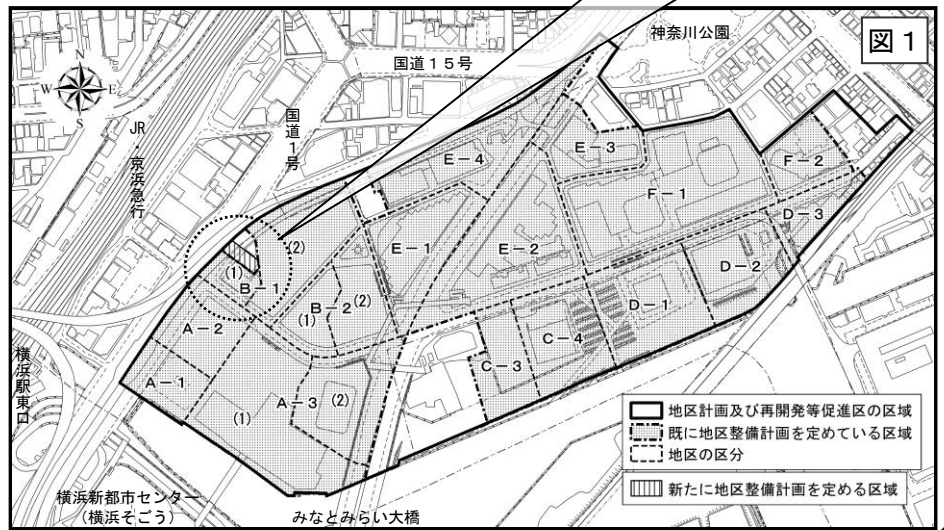 図1
神奈川公園
国道15号
N
W E
S
国道1号
JR・京浜急行
E-4
E-3
F-1
F-2
D-3
(2)
E-1
E-2
D-2
(1)
B-1
B-2
(2)
(1)
D-1
A-2
C-4
C-3
A-1
A-3
(2)
(1)
横浜駅東口
地区計画及び再開発等促進区の区域
既に地区整備計画を定めている区域
地区の区分
新たに地区整備計画を定める区域
横浜新都市センター
(横浜そごう)
みなとみらい大橋